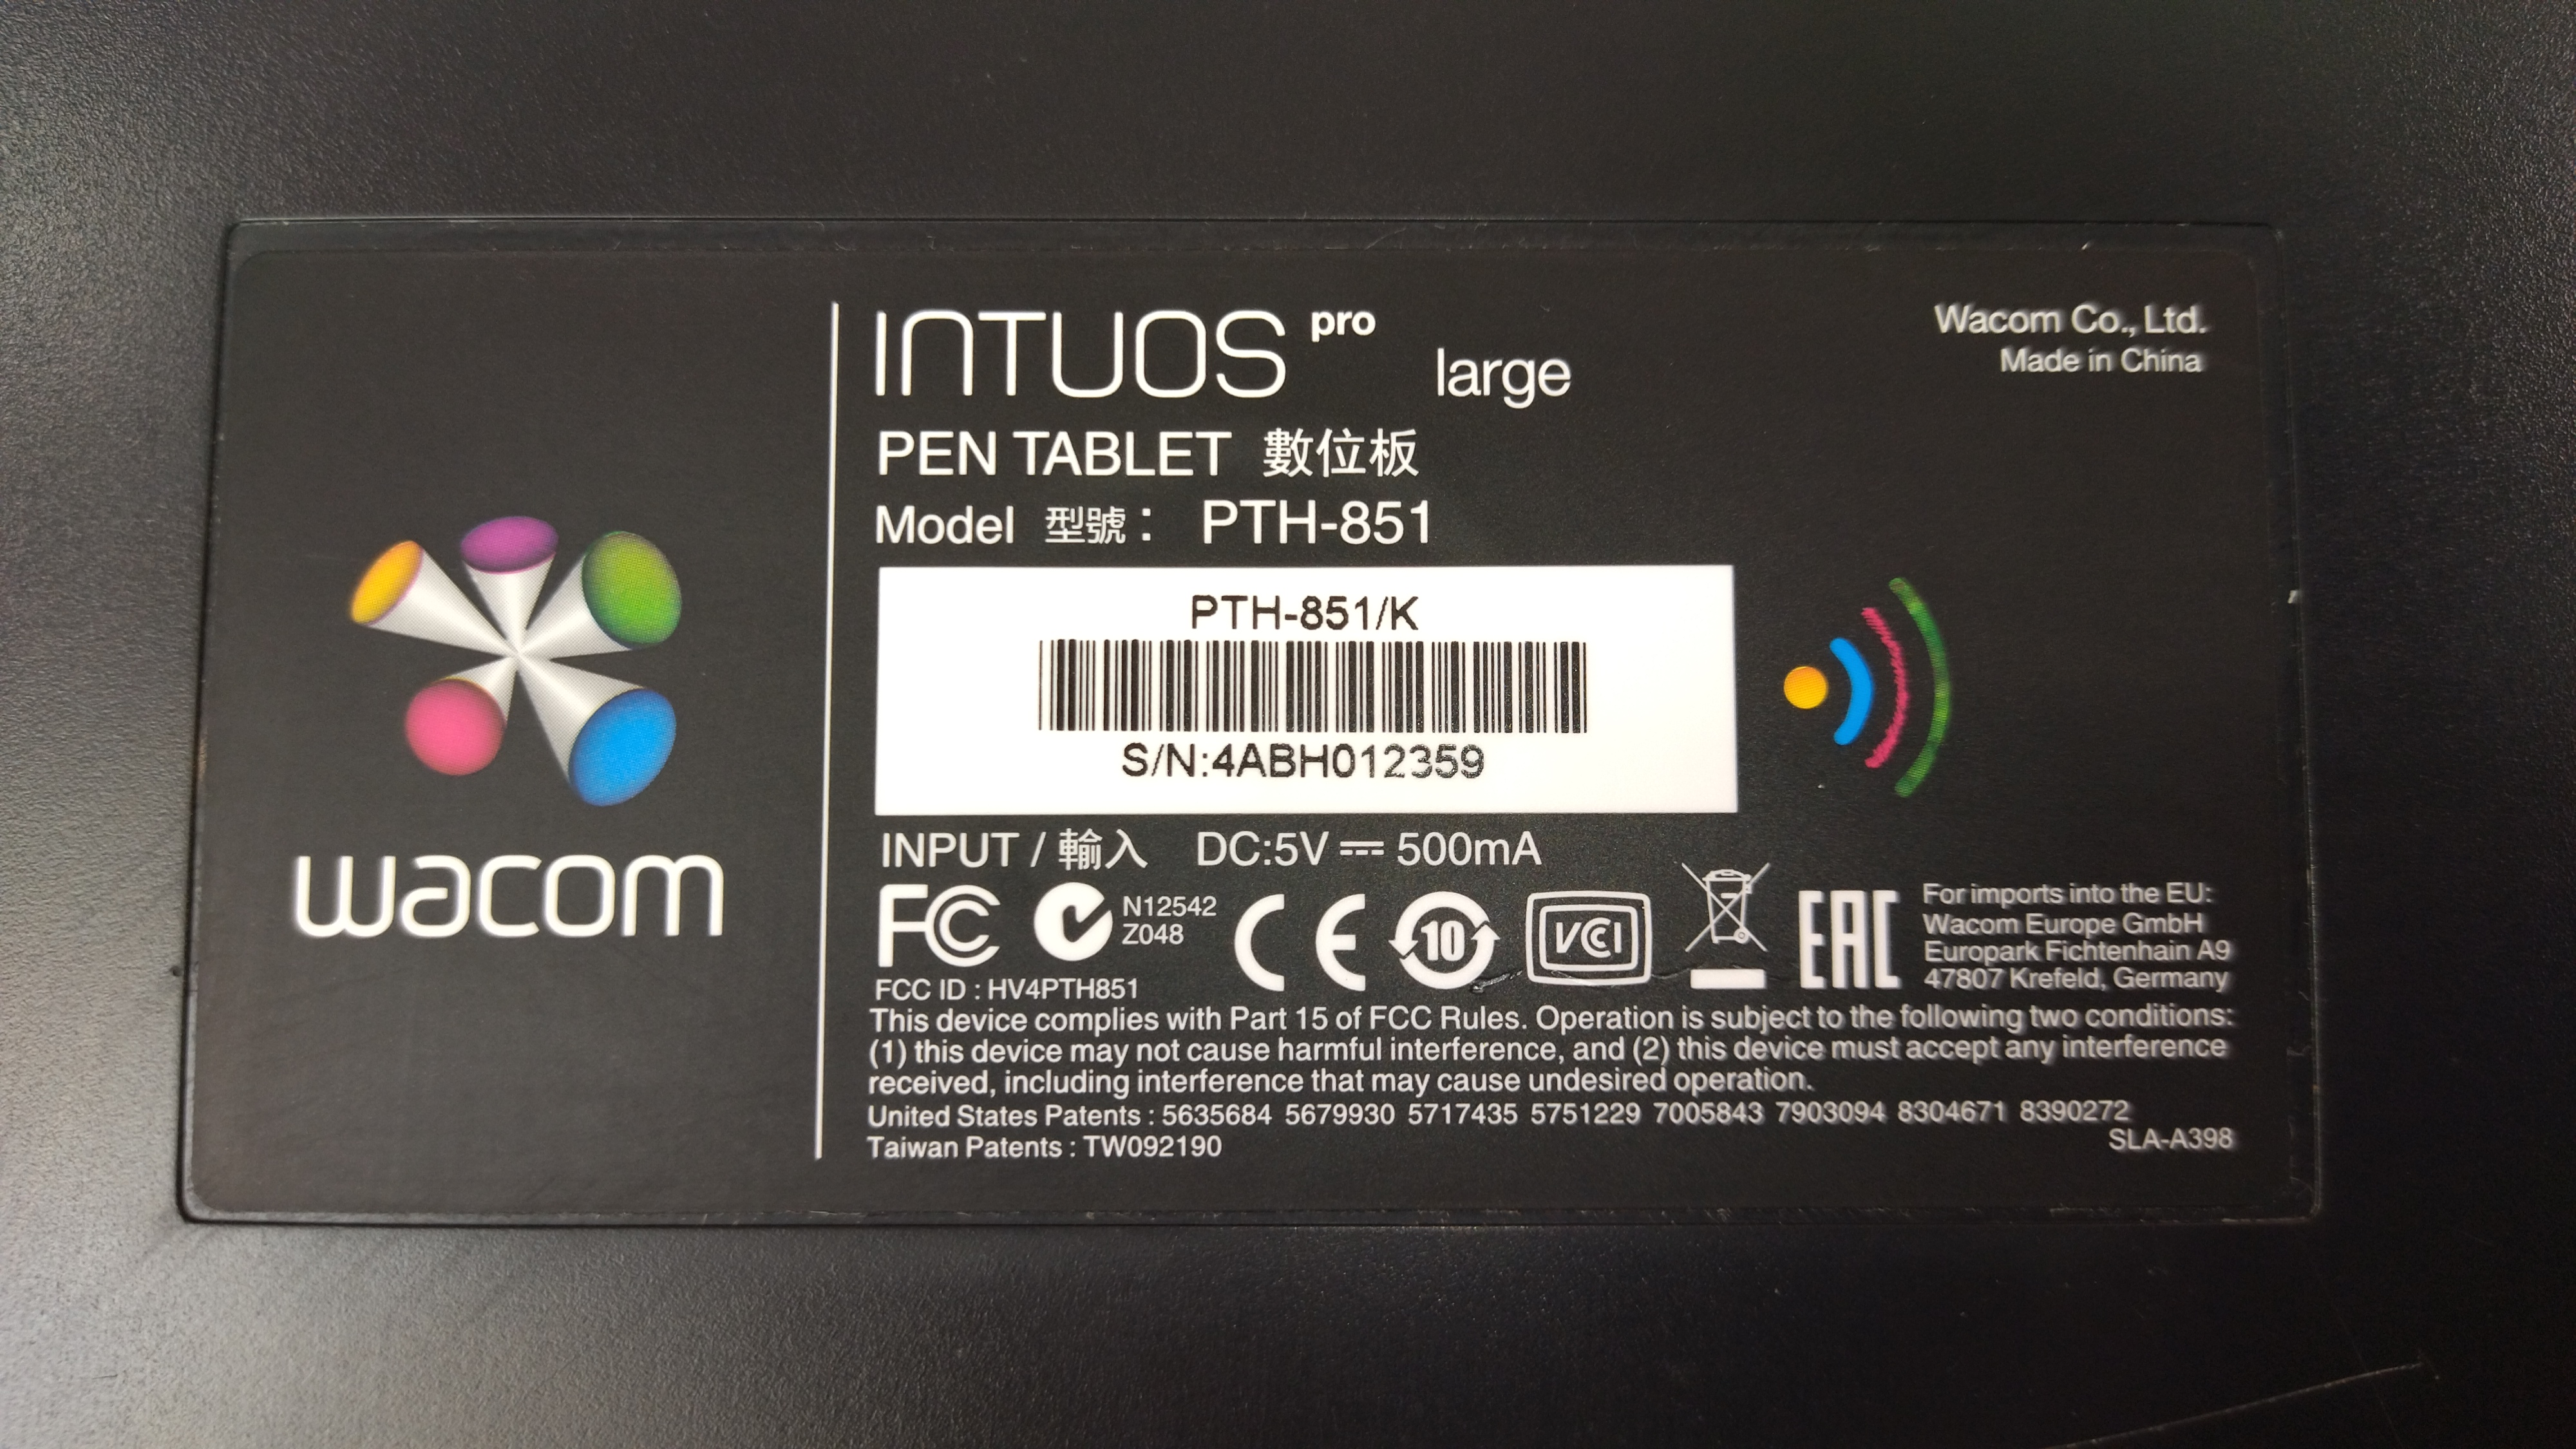 wacom
INTUOS pro large
PEN TABLET 數位板
Model 型號： PTH-851
PTH-851/K
S/N:4ABH012359
INPUT / 輸入 DC:5V 500mA
FC N12542
Z048
CE 10 VCI EAC
FCC ID : HV4PTH851
This device complies with Part 15 of FCC Rules. Operation is subject to the following two conditions:
(1) this device may not cause harmful interference, and (2) this device must accept any interference
received, including interference that may cause undesired operation.
United States Patents : 5635684 5679930 5717435 5751229 7005843 7903094 8304671 8390272
Taiwan Patents : TW092190
SLA-A398
Wacom Co., Ltd.
Made in China
For imports into the EU:
Wacom Europe GmbH
Europark Fichtenhain A9
47807 Krefeld, Germany